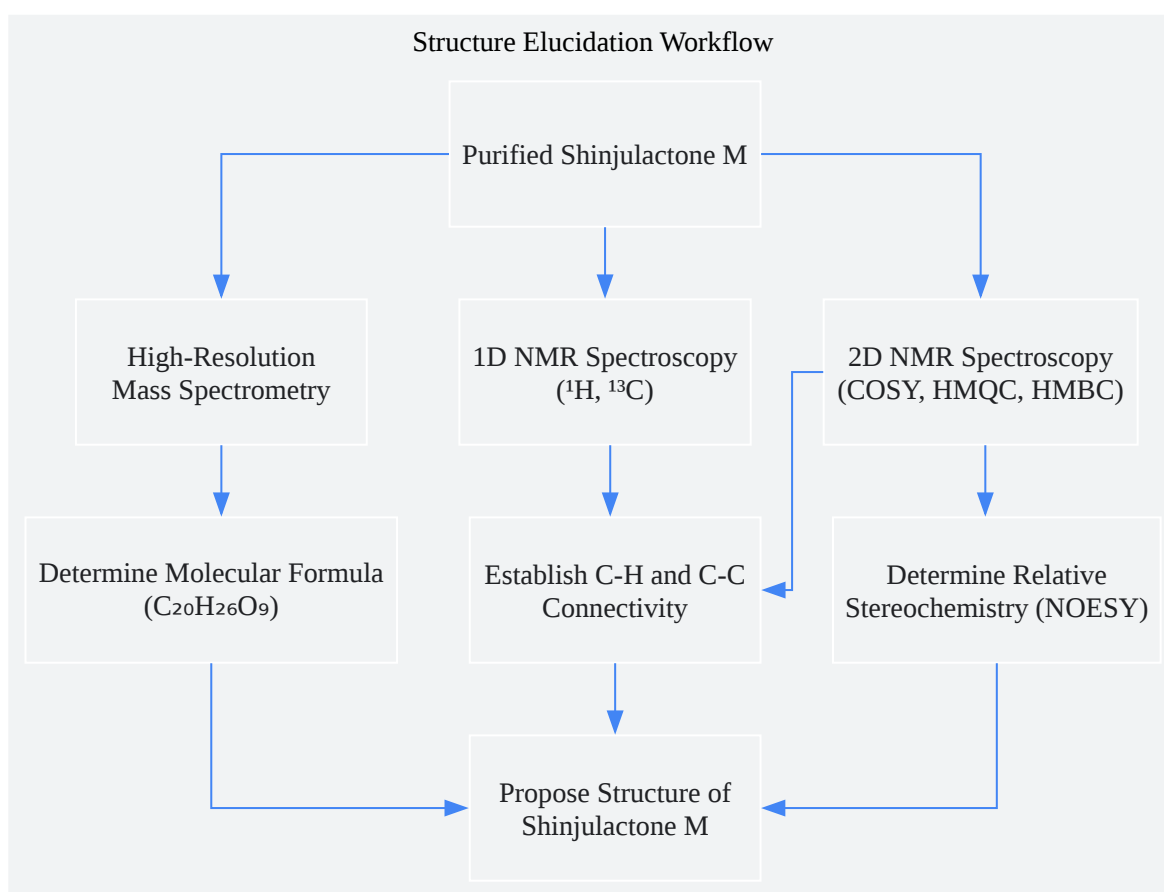 Structure Elucidation Workflow
Purified Shinjulactone M
High-Resolution
Mass Spectrometry
1D NMR Spectroscopy
(¹H, ¹³C)
2D NMR Spectroscopy
(COSY, HMQC, HMBC)
Determine Molecular Formula
(C₂₀H₂₆O₉)
Establish C-H and C-C
Connectivity
Determine Relative
Stereochemistry (NOESY)
Propose Structure of
Shinjulactone M